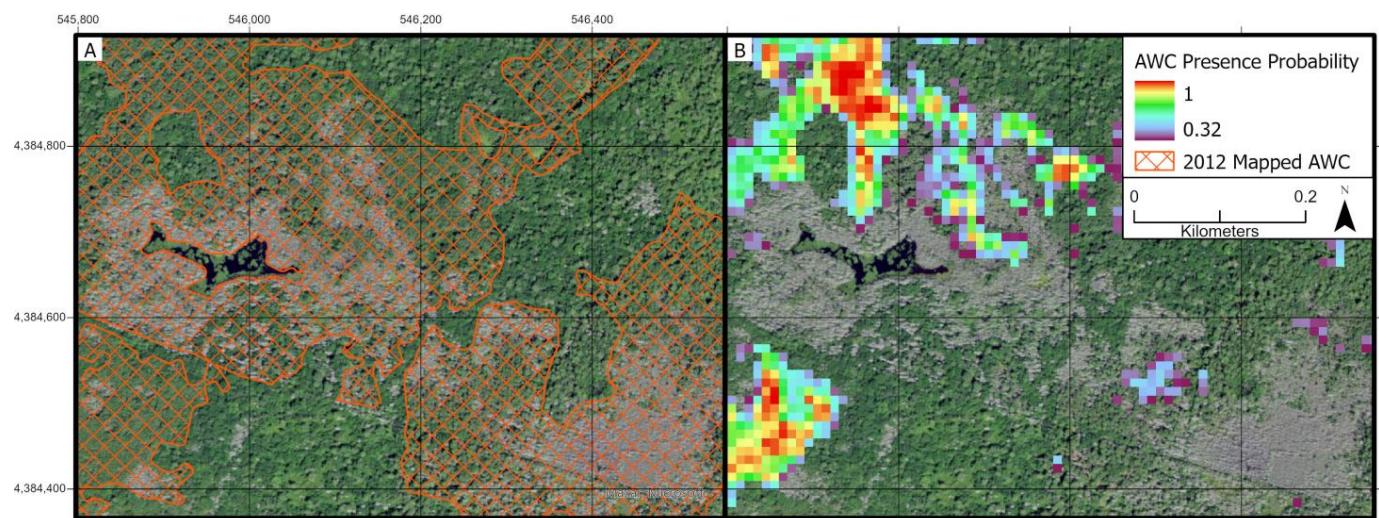 545,800 546,000 546,200 546,400
A
B
AWC Presence Probability
1
0.32
2012 Mapped AWC
0 0.2
N
Kilometers
4,384,800
4,384,600
4,384,400